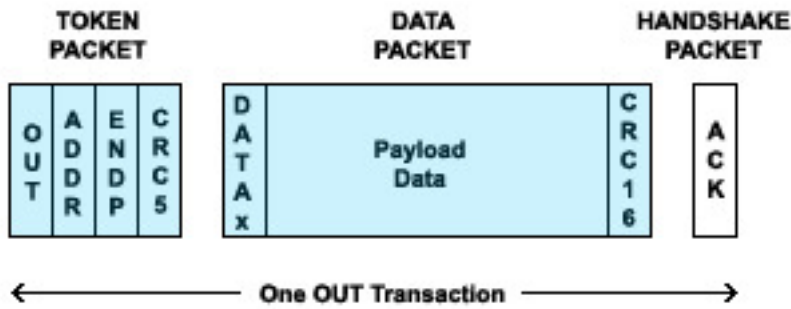 TOKEN
PACKET
DATA
PACKET
HANDSHAKE
PACKET
OUT
ADDR
ENDP
CRC5
DATAx
Payload
Data
CRC16
ACK
One OUT Transaction